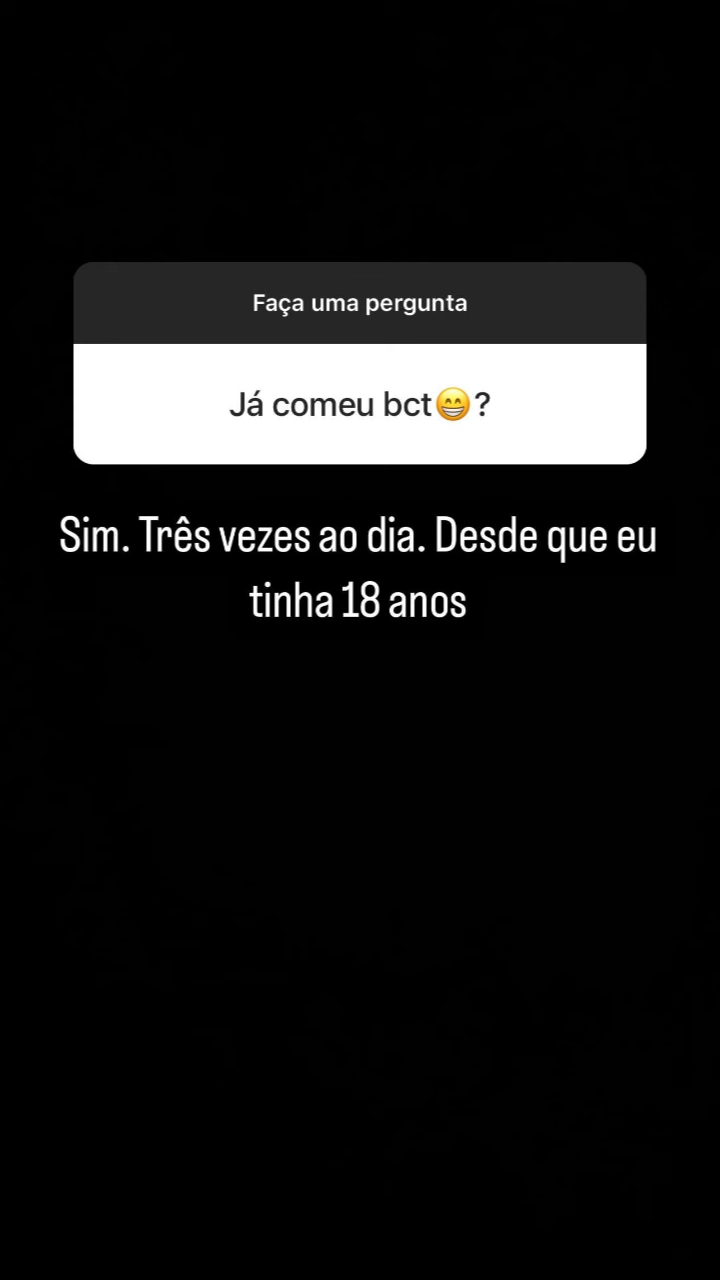 Faça uma pergunta
Já comeu bct😁?
Sim. Três vezes ao dia. Desde que eu
tinha 18 anos